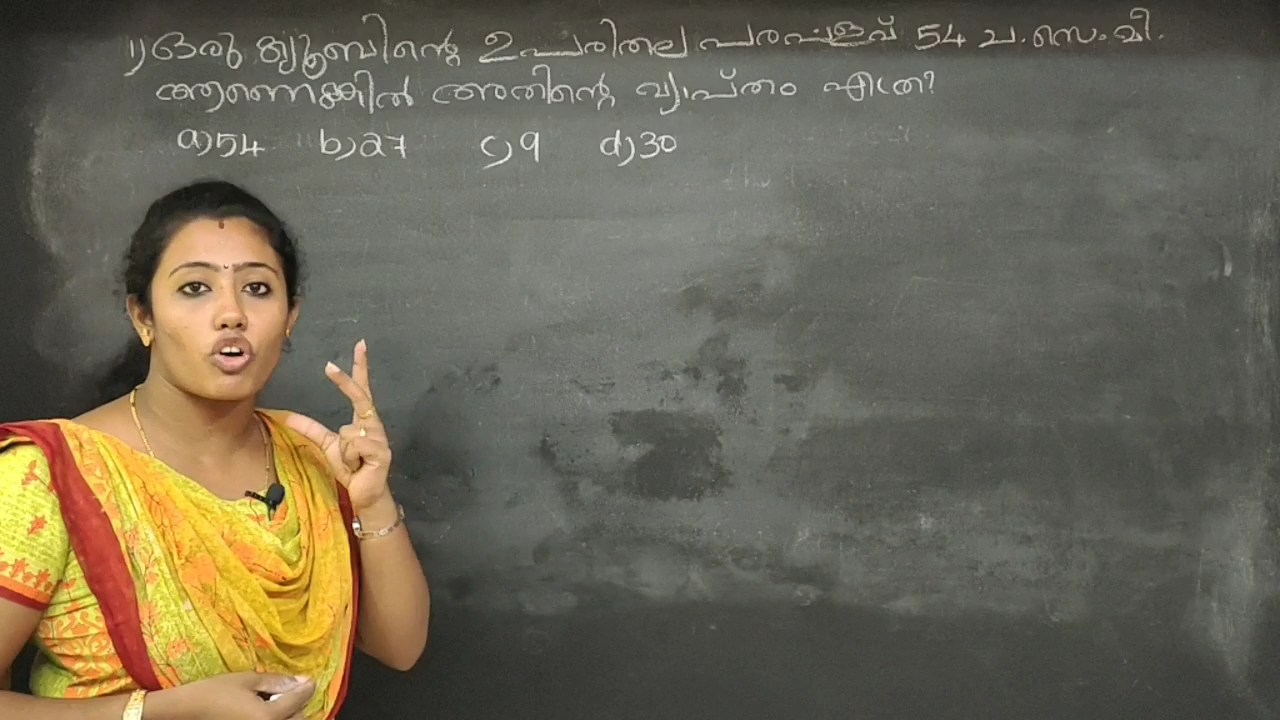 1) ഒരു ക്യൂബിന്റെ ഉപരിതല പരപ്പളവ് 54 ച.സെ.മീ.
ആണെങ്കിൽ അതിന്റെ വ്യാപ്തം എത്ര?
a) 54 b) 27 c) 9 d) 30